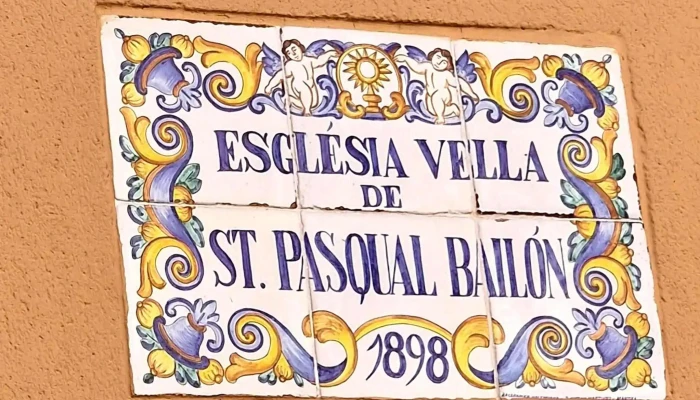 ESGLÉSIA VELLA
DE
ST. PASQUAL BAILÓN
1898